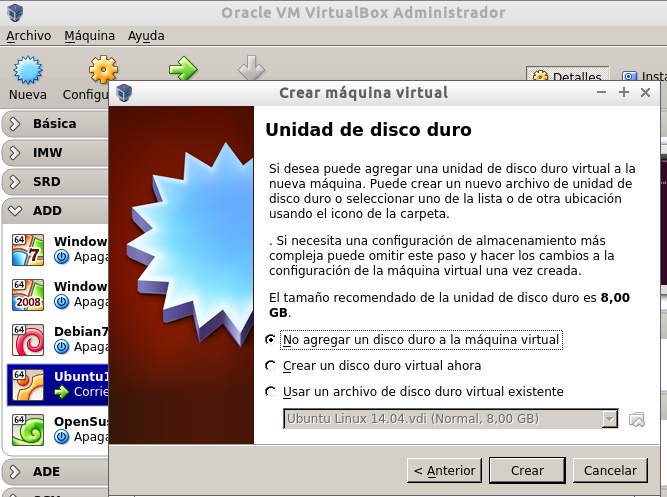 Oracle VM VirtualBox Administrador
Archivo Máquina Ayuda
Nueva Configu
Detalles Insta
Crear máquina virtual
Básica
IMW
SRD
ADD
64 7 Window
Apaga
64 2008 Window
Apaga
64 Debian7
Apaga
64 Ubuntu1
Corrie
64 OpenSus
Apaga
ADE
Unidad de disco duro
Si desea puede agregar una unidad de disco duro virtual a la
nueva máquina. Puede crear un nuevo archivo de unidad de
disco duro o seleccionar uno de la lista o de otra ubicación
usando el icono de la carpeta.
. Si necesita una configuración de almacenamiento más
compleja puede omitir este paso y hacer los cambios a la
configuración de la máquina virtual una vez creada.
El tamaño recomendado de la unidad de disco duro es 8,00
GB.
No agregar un disco duro a la máquina virtual
Crear un disco duro virtual ahora
Usar un archivo de disco duro virtual existente
Ubuntu Linux 14.04.vdi (Normal, 8,00 GB)
< Anterior Crear Cancelar